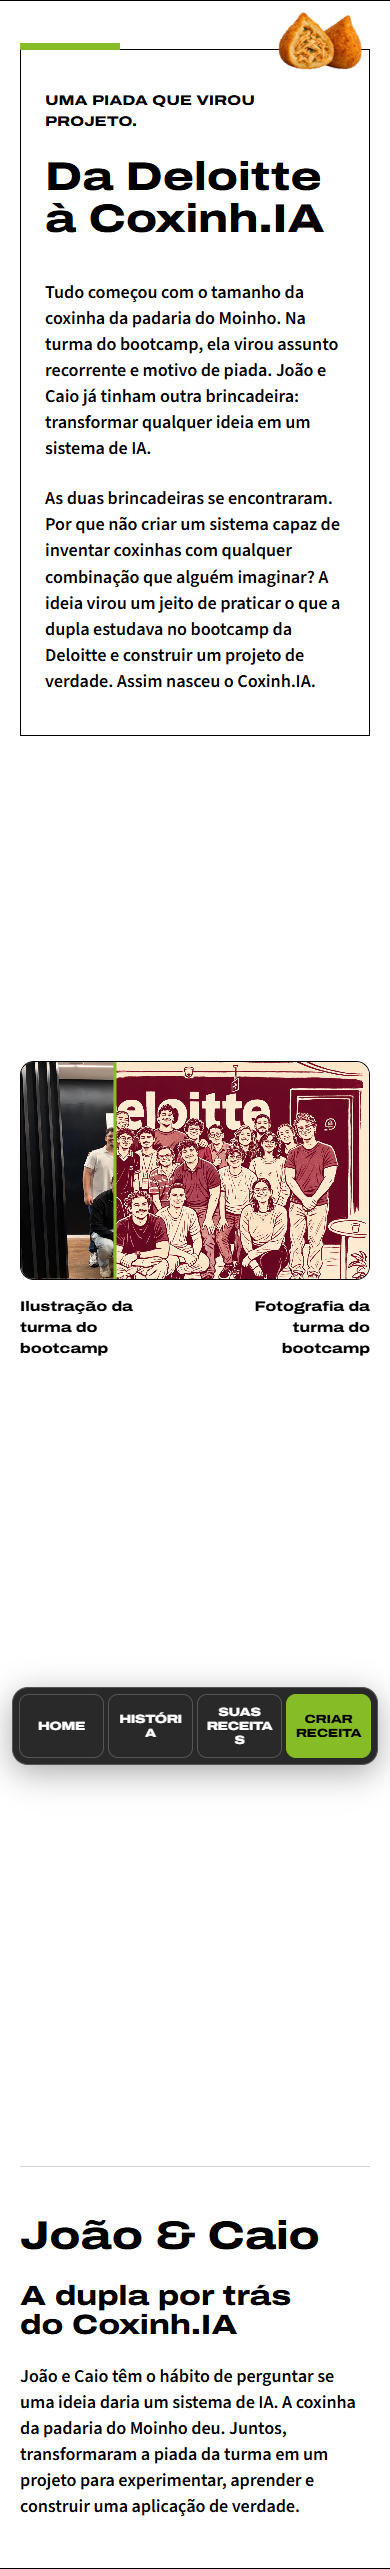 UMA PIADA QUE VIROU
PROJETO.
Da Deloitte
à Coxinh.IA
Tudo começou com o tamanho da
coxinha da padaria do Moinho. Na
turma do bootcamp, ela virou assunto
recorrente e motivo de piada. João e
Caio já tinham outra brincadeira:
transformar qualquer ideia em um
sistema de IA.
As duas brincadeiras se encontraram.
Por que não criar um sistema capaz de
inventar coxinhas com qualquer
combinação que alguém imaginar? A
ideia virou um jeito de praticar o que a
dupla estudava no bootcamp da
Deloitte e construir um projeto de
verdade. Assim nasceu o Coxinh.IA.
eloitte
Ilustração da
turma do
bootcamp
Fotografia da
turma do
bootcamp
HOME
HISTÓRI
A
SUAS
RECEITA
S
CRIAR
RECEITA
João & Caio
A dupla por trás
do Coxinh.IA
João e Caio têm o hábito de perguntar se
uma ideia daria um sistema de IA. A coxinha
da padaria do Moinho deu. Juntos,
transformaram a piada da turma em um
projeto para experimentar, aprender e
construir uma aplicação de verdade.